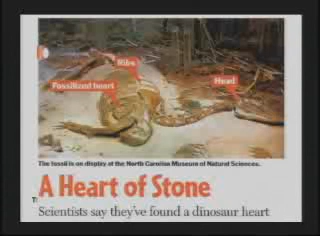 Ribs
Fossilized heart
Head
The fossil is on display at the North Carolina Museum of Natural Sciences.
A Heart of Stone
Scientists say they've found a dinosaur heart